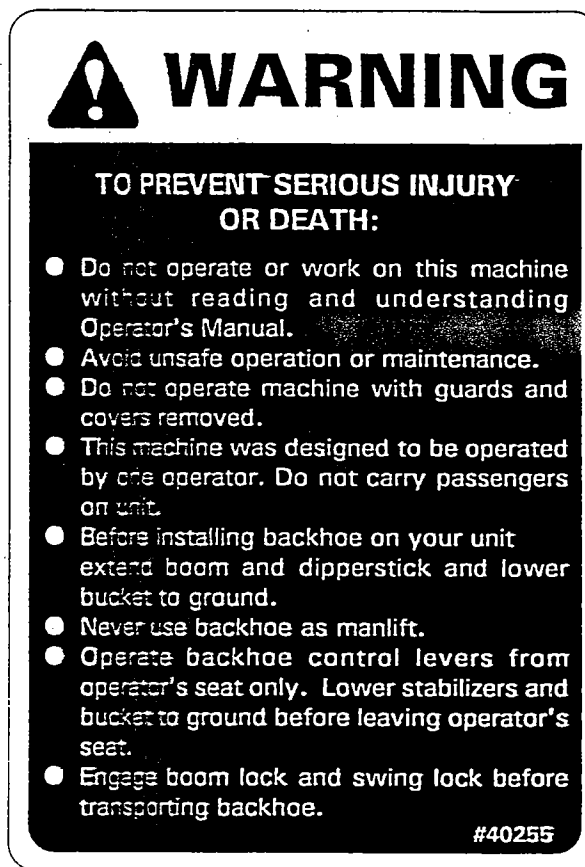 WARNING
TO PREVENT SERIOUS INJURY
OR DEATH:
● Do not operate or work on this machine
without reading and understanding
Operator's Manual.
● Avoid unsafe operation or maintenance.
● Do not operate machine with guards and
covers removed.
● This machine was designed to be operated
by one operator. Do not carry passengers
on unit.
● Before installing backhoe on your unit
extend boom and dipperstick and lower
bucket to ground.
● Never use backhoe as manlift.
● Operate backhoe control levers from
operator's seat only. Lower stabilizers and
bucket to ground before leaving operator's
seat.
● Engage boom lock and swing lock before
transporting backhoe.
#40255